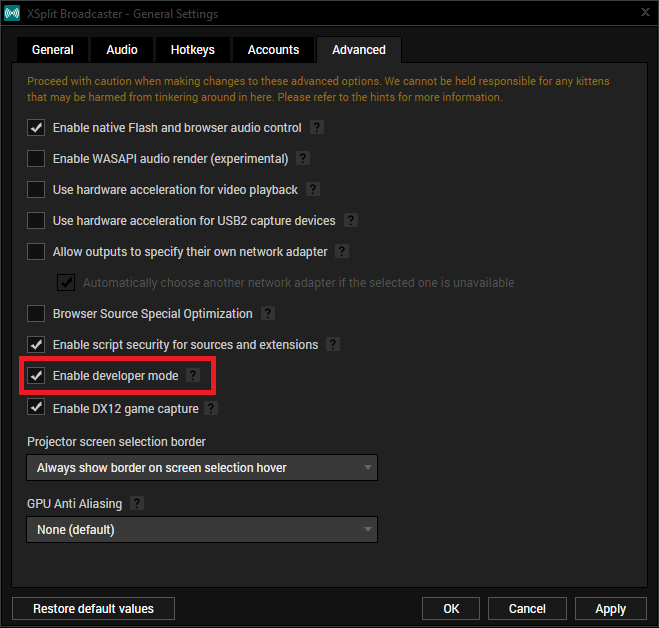 XSplit Broadcaster - General Settings
General Audio Hotkeys Accounts Advanced
Proceed with caution when making changes to these advanced options. We cannot be held responsible for any kittens
that may be harmed from tinkering around in here. Please refer to the hints for more information.
Enable native Flash and browser audio control ?
Enable WASAPI audio render (experimental) ?
Use hardware acceleration for video playback ?
Use hardware acceleration for USB2 capture devices ?
Allow outputs to specify their own network adapter ?
Automatically choose another network adapter if the selected one is unavailable
Browser Source Special Optimization ?
Enable script security for sources and extensions ?
Enable developer mode ?
Enable DX12 game capture ?
Projector screen selection border
Always show border on screen selection hover
GPU Anti Aliasing ?
None (default)
Restore default values OK Cancel Apply